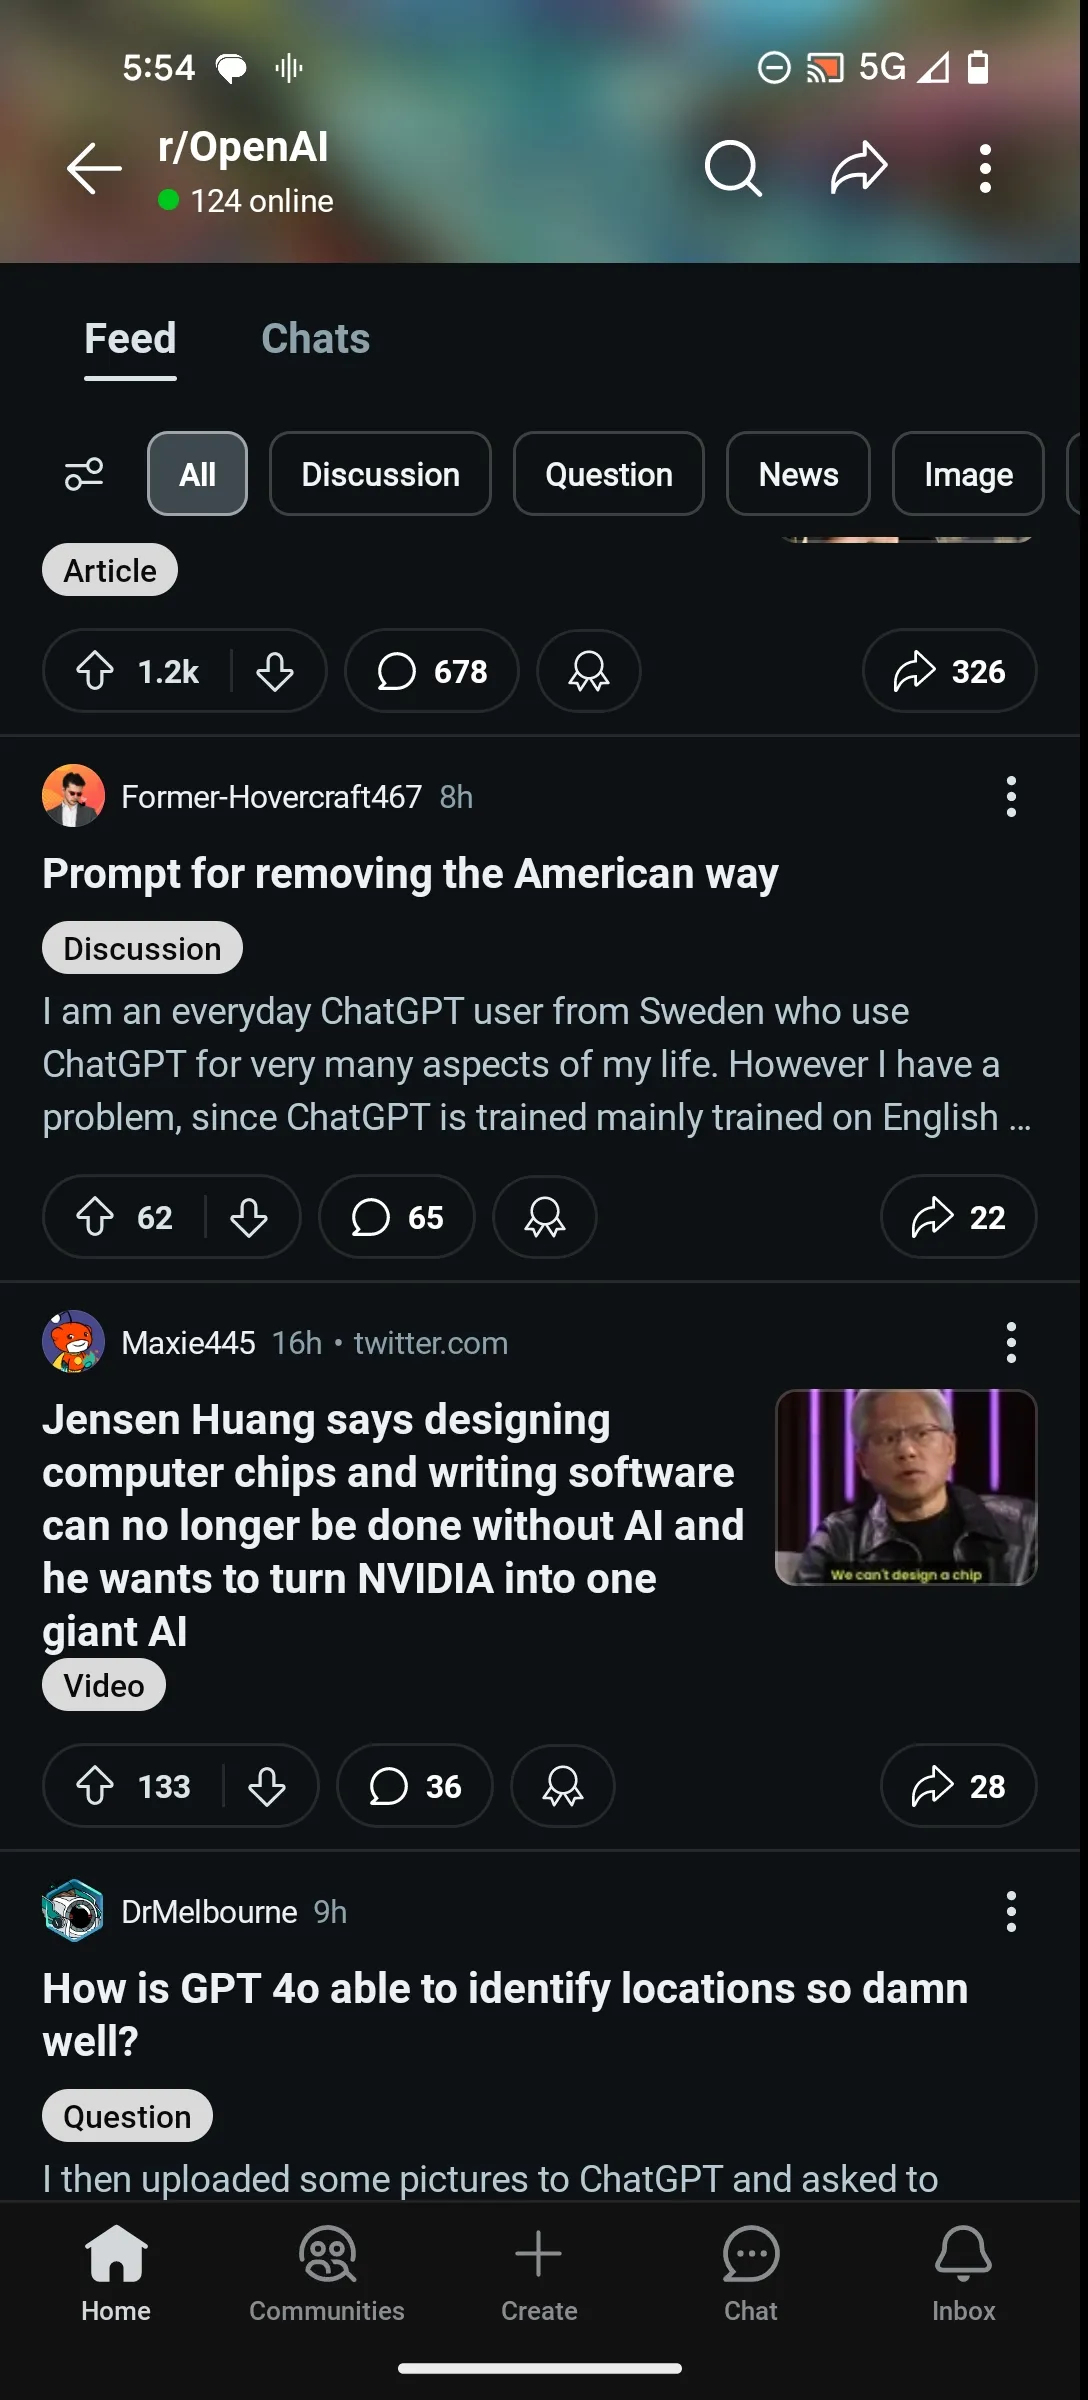 5:54
5G
r/OpenAI
124 online
Feed
Chats
All
Discussion
Question
News
Image
Article
1.2k
678
326
Former-Hovercraft467 8h
Prompt for removing the American way
Discussion
I am an everyday ChatGPT user from Sweden who use
ChatGPT for very many aspects of my life. However I have a
problem, since ChatGPT is trained mainly trained on English ...
62
65
22
Maxie445 16h • twitter.com
Jensen Huang says designing
computer chips and writing software
can no longer be done without AI and
he wants to turn NVIDIA into one
giant AI
We can't design a chip
Video
133
36
28
DrMelbourne 9h
How is GPT 4o able to identify locations so damn
well?
Question
I then uploaded some pictures to ChatGPT and asked to
Home
Communities
Create
Chat
Inbox